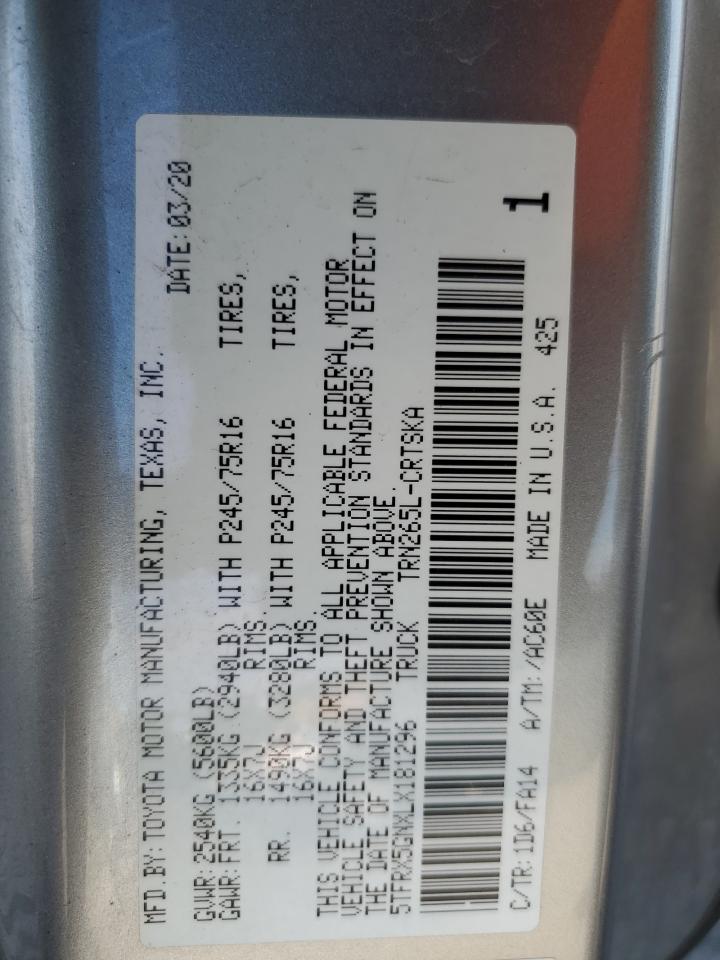 MFD.BY: TOYOTA MOTOR MANUFACTURING, TEXAS, INC.
DATE: 03/20
GVWR: 2540KG (5600LB)
GAWR: FRT. 1335KG (2940LB) WITH P245/75R16 TIRES,
16X7J RIMS.
RR. 1490KG (3280LB) WITH P245/75R16 TIRES,
16X7J RIMS.
THIS VEHICLE CONFORMS TO ALL APPLICABLE FEDERAL MOTOR
VEHICLE SAFETY AND THEFT PREVENTION STANDARDS IN EFFECT ON
THE DATE OF MANUFACTURE SHOWN ABOVE.
5TFRX5GNXLX181296 TRUCK TRN265L-CRTSKA
1
C/TR: 1D6/FA14 A/TM: /AC60E MADE IN U.S.A. 425